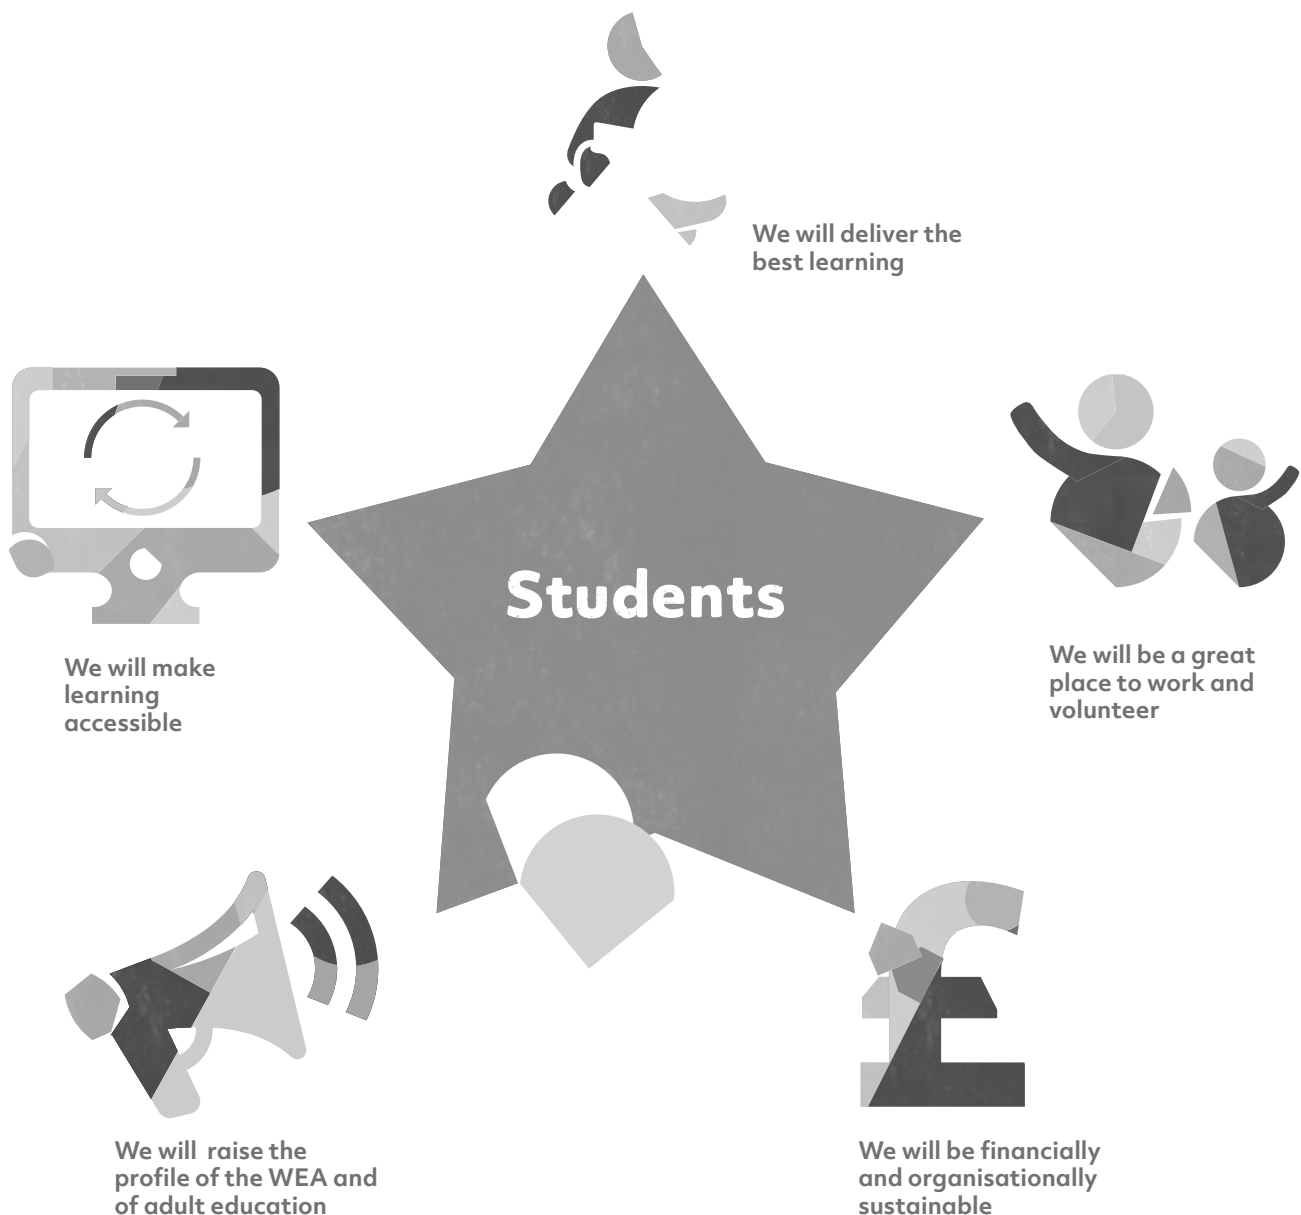 We will deliver the
best learning
Students
We will make
learning
accessible
We will be a great
place to work and
volunteer
We will  raise the
profile of the WEA and
of adult education
We will be financially
and organisationally
sustainable